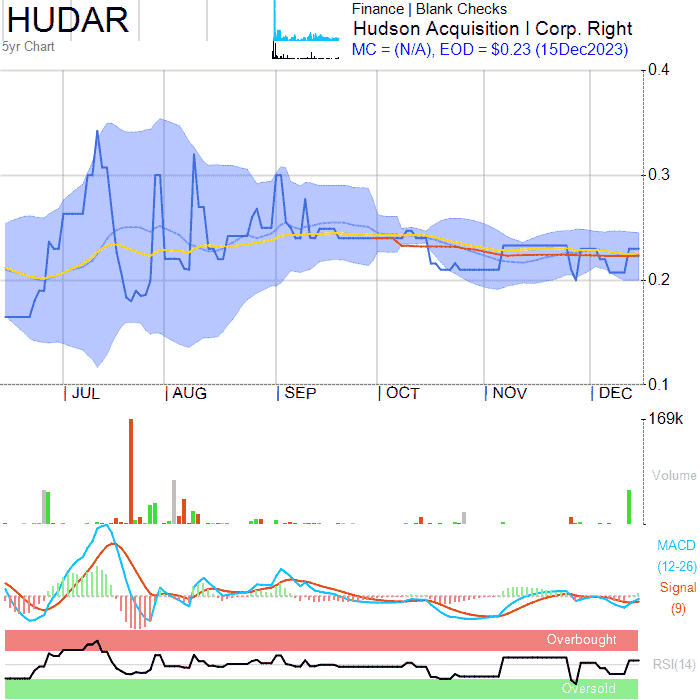 HUDAR
5yr Chart
Finance | Blank Checks
Hudson Acquisition I Corp. Right
MC = (N/A), EOD = $0.23 (15Dec2023)
0.4
0.3
0.2
0.1
JUL AUG SEP OCT NOV DEC
169k
Volume
MACD
(12-26)
Signal
(9)
Overbought
RSI(14)
Oversold